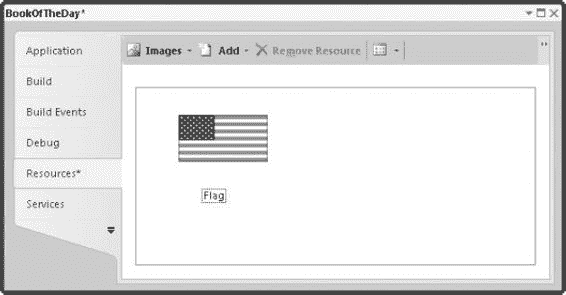 BookOfTheDay*
Application
Build
Build Events
Debug
Resources*
Services
Images Add Remove Resource
Flag